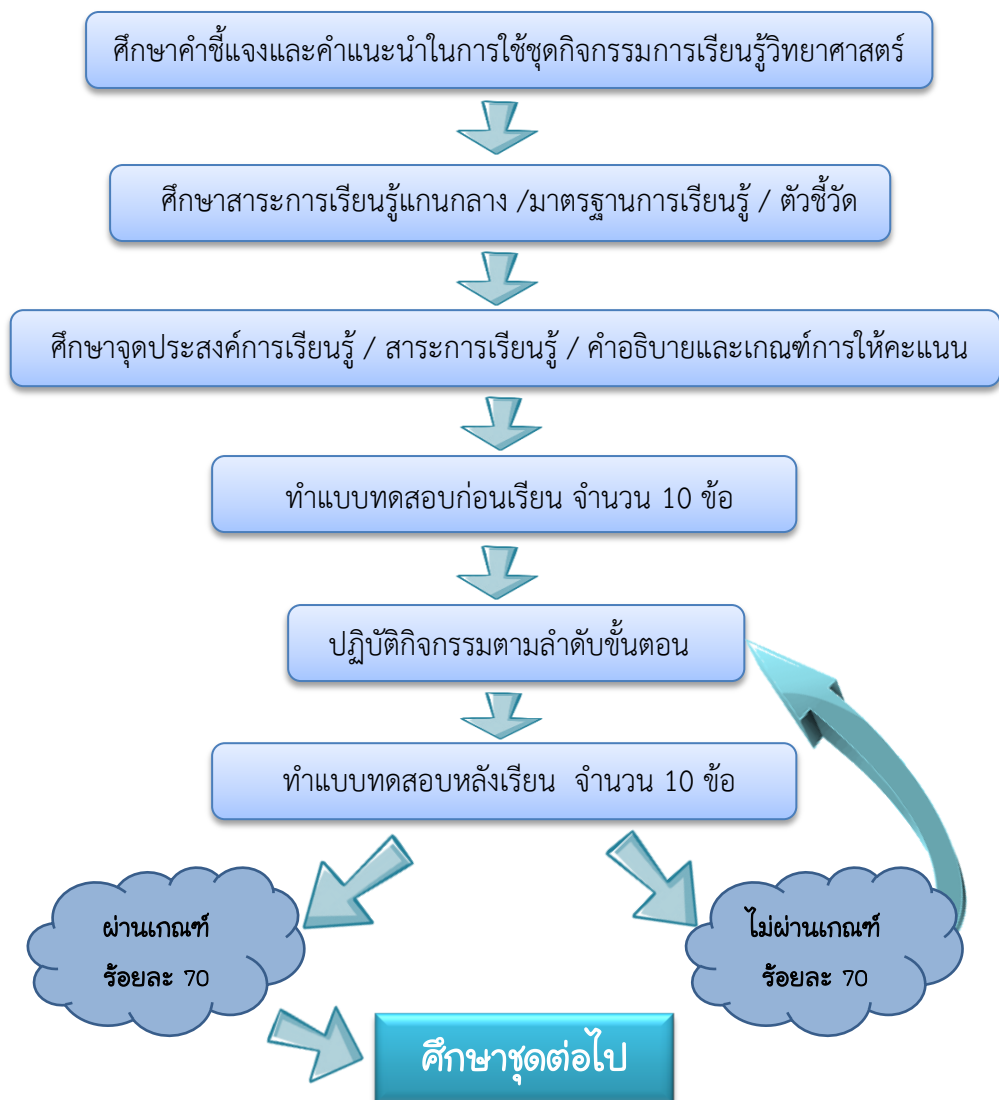 ศึกษาคำชี้แจงและคำแนะนำในการใช้ชุดกิจกรรมการเรียนรู้วิทยาศาสตร์
ศึกษาสาระการเรียนรู้แกนกลาง /มาตรฐานการเรียนรู้ / ตัวชี้วัด
ศึกษาจุดประสงค์การเรียนรู้ / สาระการเรียนรู้ / คำอธิบายและเกณฑ์การให้คะแนน
ทำแบบทดสอบก่อนเรียน จำนวน 10 ข้อ
ปฏิบัติกิจกรรมตามลำดับขั้นตอน
ทำแบบทดสอบหลังเรียน จำนวน 10 ข้อ
ผ่านเกณฑ์
ร้อยละ 70
ไม่ผ่านเกณฑ์
ร้อยละ 70
ศึกษาชุดต่อไป